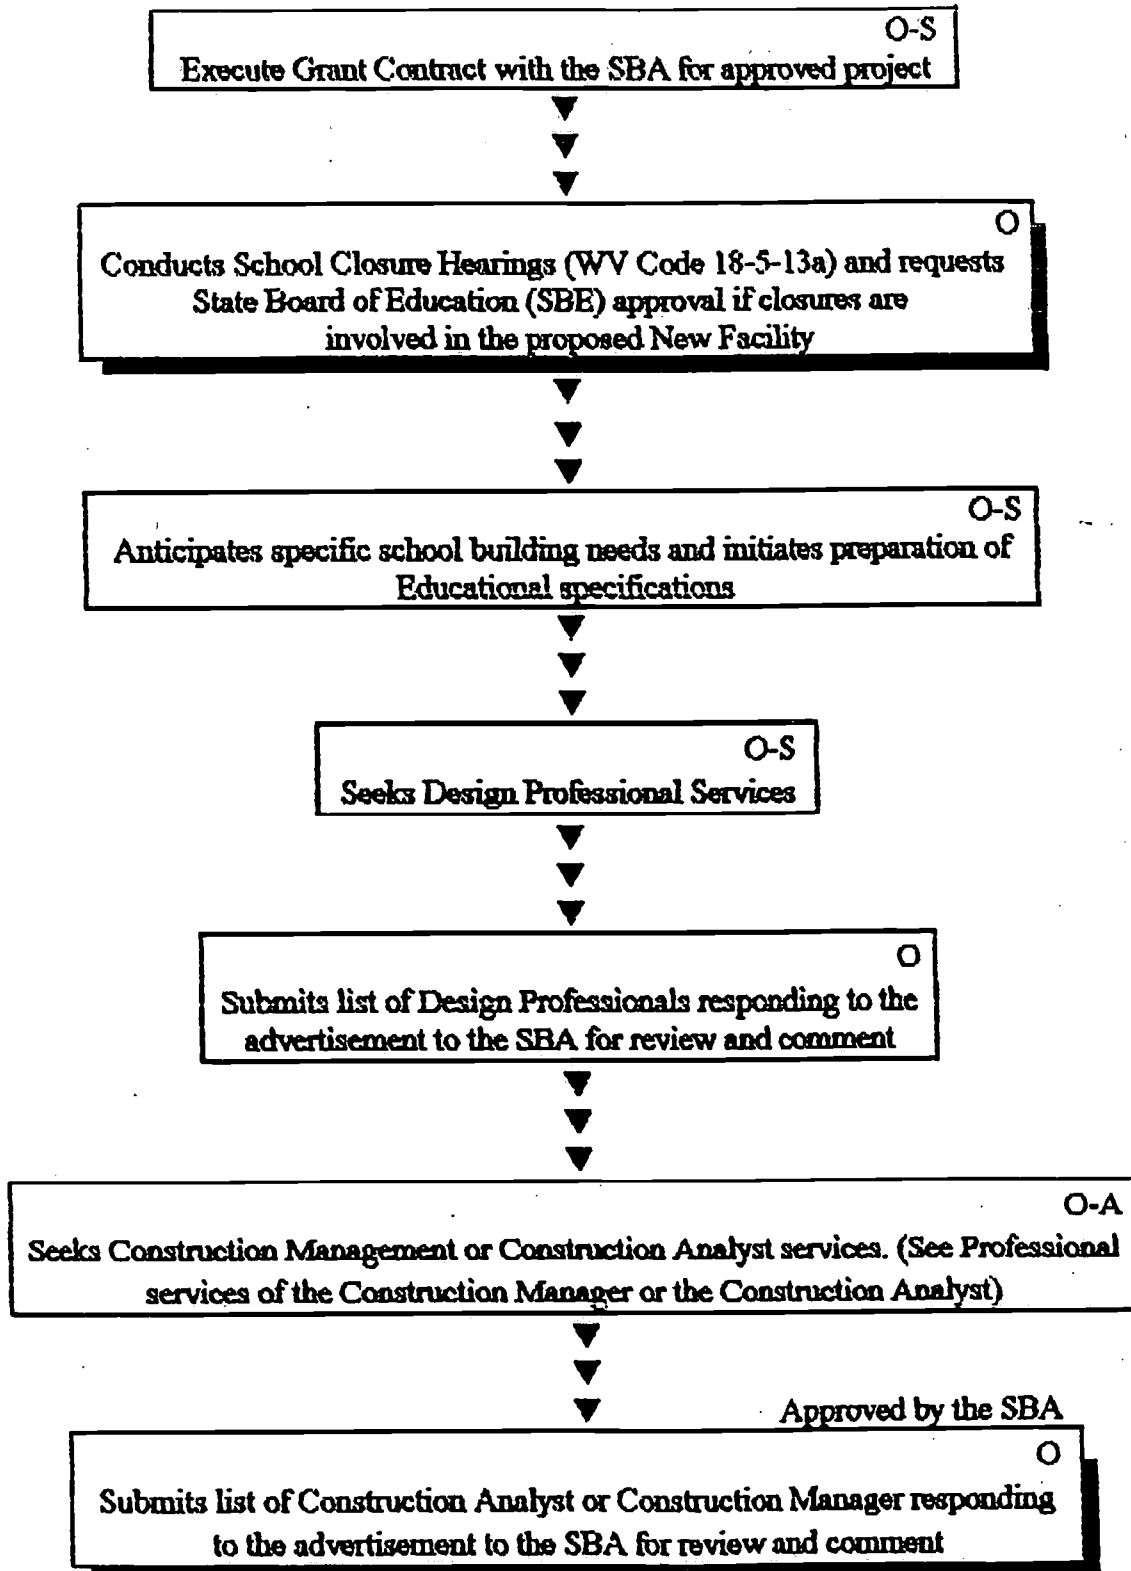 O-S
Execute Grant Contract with the SBA for approved project
O
Conducts School Closure Hearings (WV Code 18-5-13a) and requests
State Board of Education (SBE) approval if closures are
involved in the proposed New Facility
O-S
Anticipates specific school building needs and initiates preparation of
Educational specifications
O-S
Seeks Design Professional Services
O
Submits list of Design Professionals responding to the
advertisement to the SBA for review and comment
O-A
Seeks Construction Management or Construction Analyst services. (See Professional
services of the Construction Manager or the Construction Analyst)
Approved by the SBA
O
Submits list of Construction Analyst or Construction Manager responding
to the advertisement to the SBA for review and comment